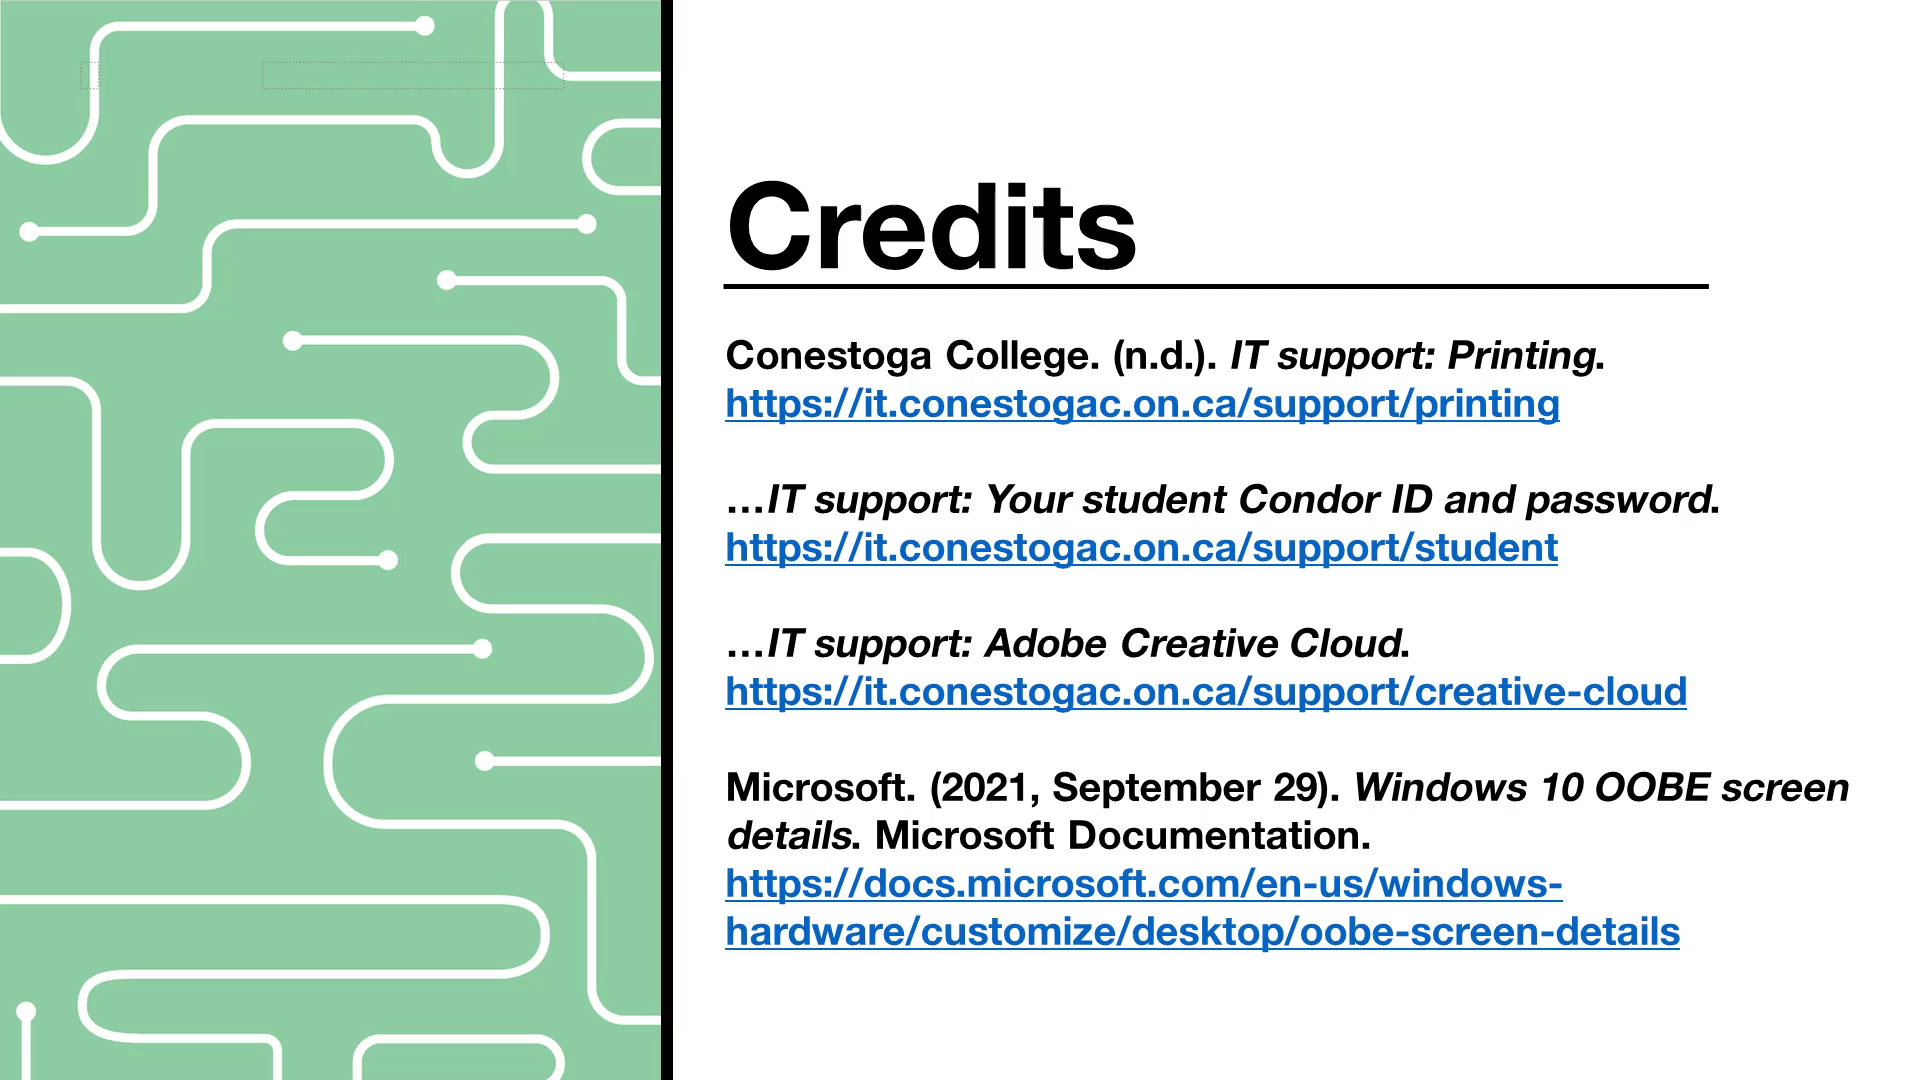 Credits
Conestoga College. (n.d.). IT support: Printing.
https://it.conestogac.on.ca/support/printing
…IT support: Your student Condor ID and password.
https://it.conestogac.on.ca/support/student
…IT support: Adobe Creative Cloud.
https://it.conestogac.on.ca/support/creative-cloud
Microsoft. (2021, September 29). Windows 10 OOBE screen
details. Microsoft Documentation.
https://docs.microsoft.com/en-us/windows-
hardware/customize/desktop/oobe-screen-details